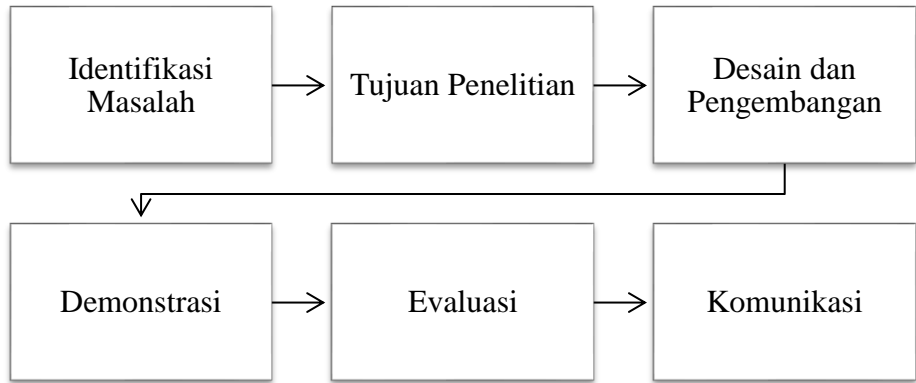 Identifikasi
Masalah
Tujuan Penelitian
Desain dan
Pengembangan
Demonstrasi
Evaluasi
Komunikasi